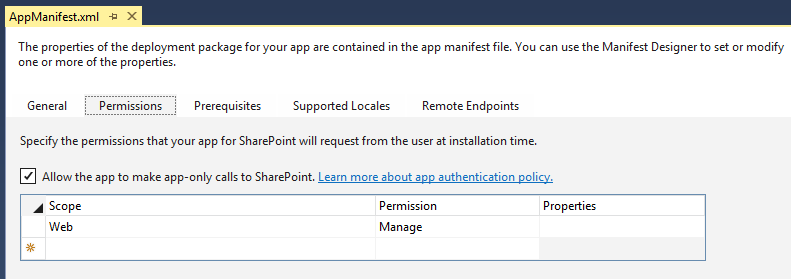 AppManifest.xml
The properties of the deployment package for your app are contained in the app manifest file. You can use the Manifest Designer to set or modify
one or more of the properties.
General Permissions Prerequisites Supported Locales Remote Endpoints
Specify the permissions that your app for SharePoint will request from the user at installation time.
Allow the app to make app-only calls to SharePoint. Learn more about app authentication policy.
Scope Permission Properties
Web Manage